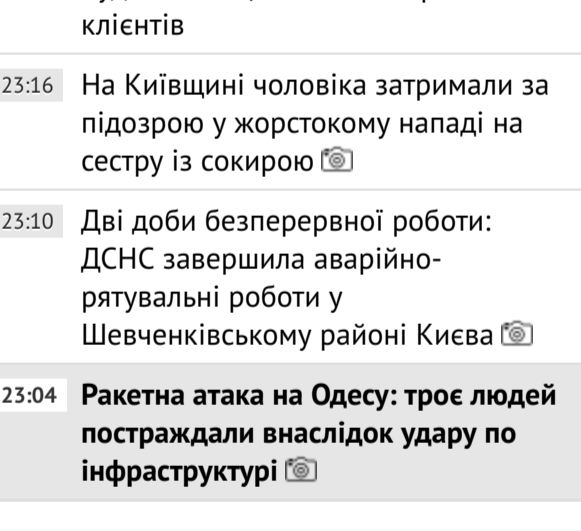 клієнтів
23:16
На Київщині чоловіка затримали за
підозрою у жорстокому нападі на
сестру із сокирою
23:10
Дві доби безперервної роботи:
ДСНС завершила аварійно-
рятувальні роботи у
Шевченківському районі Києва
23:04
Ракетна атака на Одесу: троє людей
постраждали внаслідок удару по
інфраструктурі